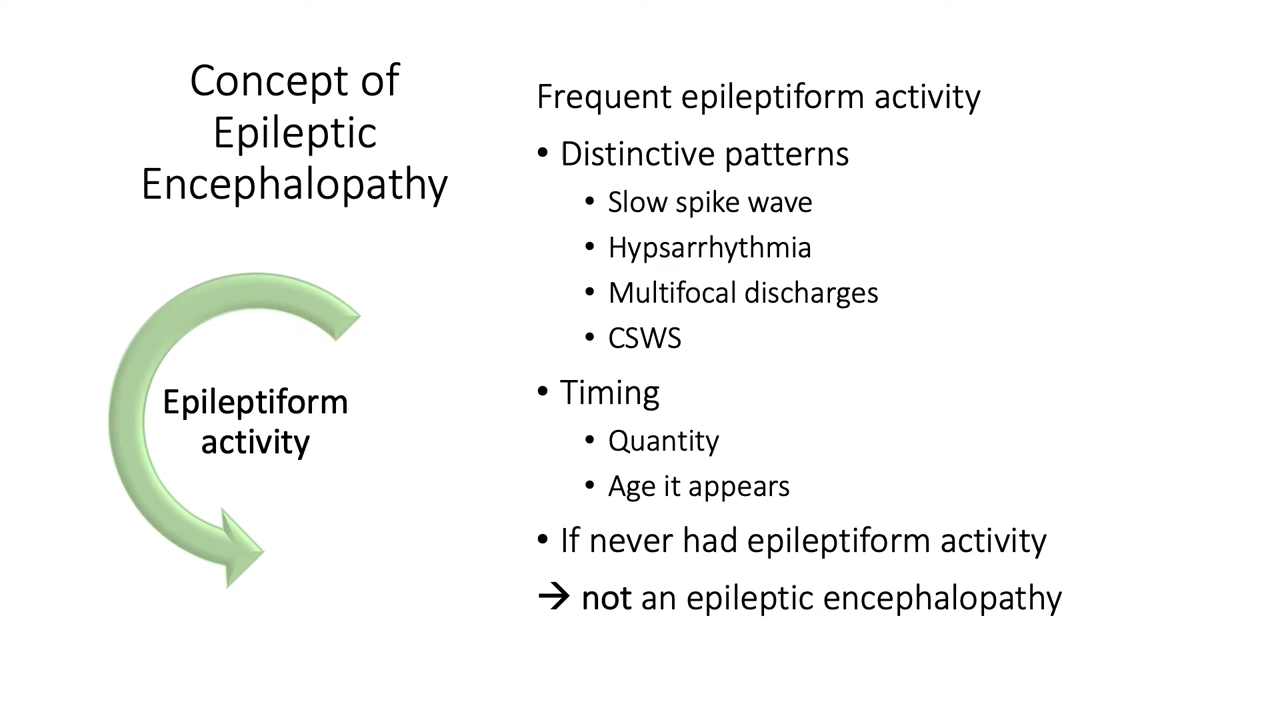 Concept of
Epileptic
Encephalopathy
Epileptiform
activity
Frequent epileptiform activity
• Distinctive patterns
• Slow spike wave
• Hypsarrhythmia
• Multifocal discharges
• CSWS
• Timing
• Quantity
• Age it appears
• If never had epileptiform activity
→ not an epileptic encephalopathy